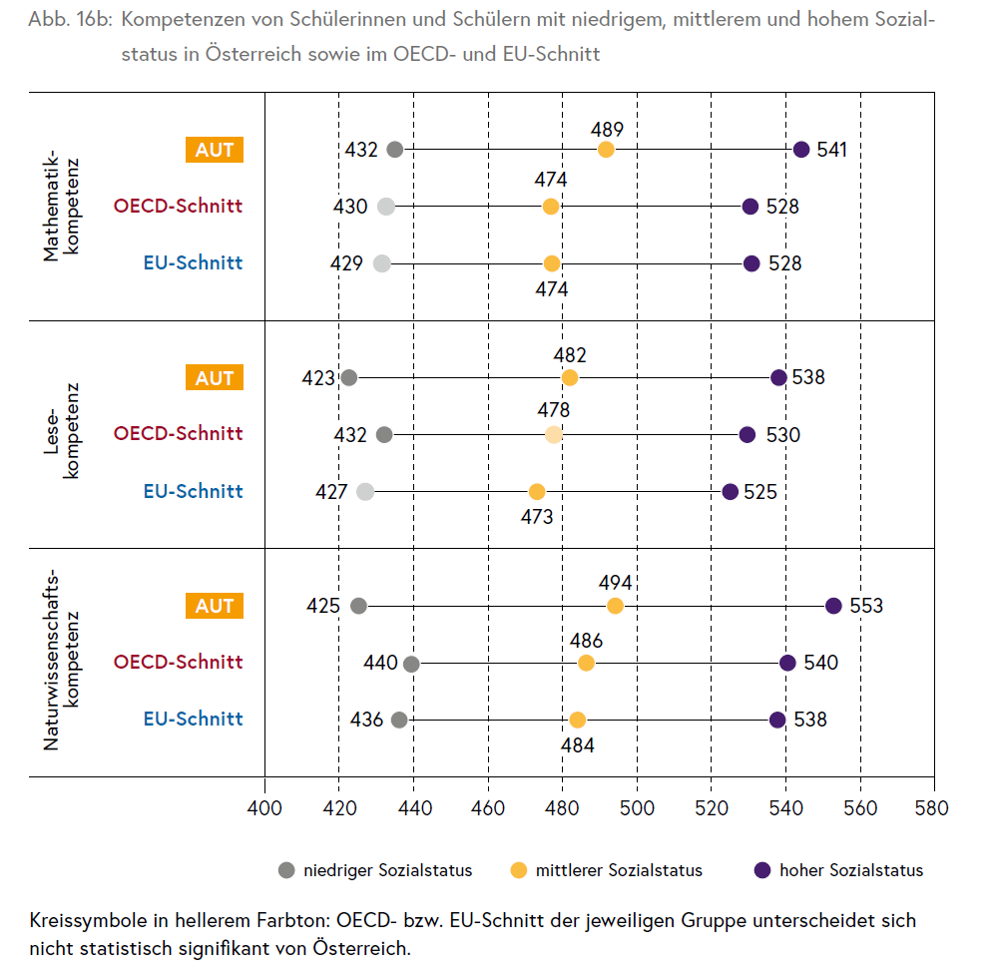 Abb. 16b: Kompetenzen von Schülerinnen und Schülern mit niedrigem, mittlerem und hohem Sozial-
status in Österreich sowie im OECD- und EU-Schnitt
Mathematik-
kompetenz
489
AUT 432 541
474
OECD-Schnitt 430 528
EU-Schnitt 429 528
474
Lese-
kompetenz
482
AUT 423 538
478
OECD-Schnitt 432 530
EU-Schnitt 427 525
473
Naturwissenschafts-
kompetenz
494
AUT 425 553
486
OECD-Schnitt 440 540
EU-Schnitt 436 538
484
400 420 440 460 480 500 520 540 560 580
niedriger Sozialstatus mittlerer Sozialstatus hoher Sozialstatus
Kreissymbole in hellerem Farbton: OECD- bzw. EU-Schnitt der jeweiligen Gruppe unterscheidet sich
nicht statistisch signifikant von Österreich.